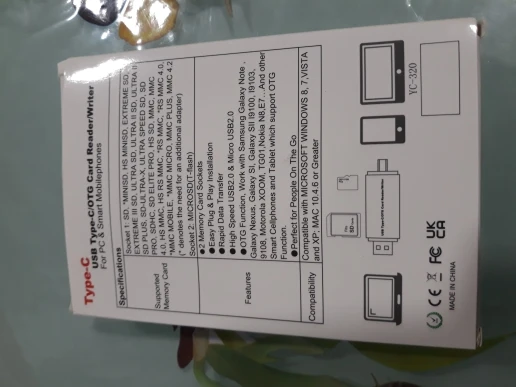 Type-C
USB Type-C/OTG Card Reader/Writer
For PC & Smart Mobilephones
Specifications
Supported
Memory Card
Socket 1: SD, *MINISD, HS MINISD, EXTREME SD,
EXTREME III SD, ULTRA SD, ULTRA II SD, ULTRA II
SD PLUS, SD-ULTRA-X, ULTRA SPEED SD, SD
PRO, SDHC, SD ELITE PRO, HS SD, MMC, MMC
4.0, HS MMC, HS RS MMC, *RS MMC, *RS MMC 4.0,
*MMC MOBILE, *MMC MICRO, MMC PLUS, MMC 4.2
(* denotes the need for an additional adapter)
Socket 2: MICROSD(T-flash)
Features
●2 Memory Card Sockets
●Easy Plug & Play Installation
●Rapid Data Transfer
●High Speed USB2.0 & Micro USB2.0
●OTG Function, Work with Samsung Galaxy Note,
Galaxy Nexus, Galaxy SI, Galaxy SII I9100, I9103,
9108, Motorola XOOM, TG01,Nokia N8,E7...And other
Smart Cellphones and Tablet which support OTG
Function
●Perfect for People On The Go
Compatibility
Compatible with MICROSOFT WINDOWS 8, 7,VISTA
and XP. MAC 10.4.6 or Greater
YC-320
CE FC UK
CA
MADE IN CHINA